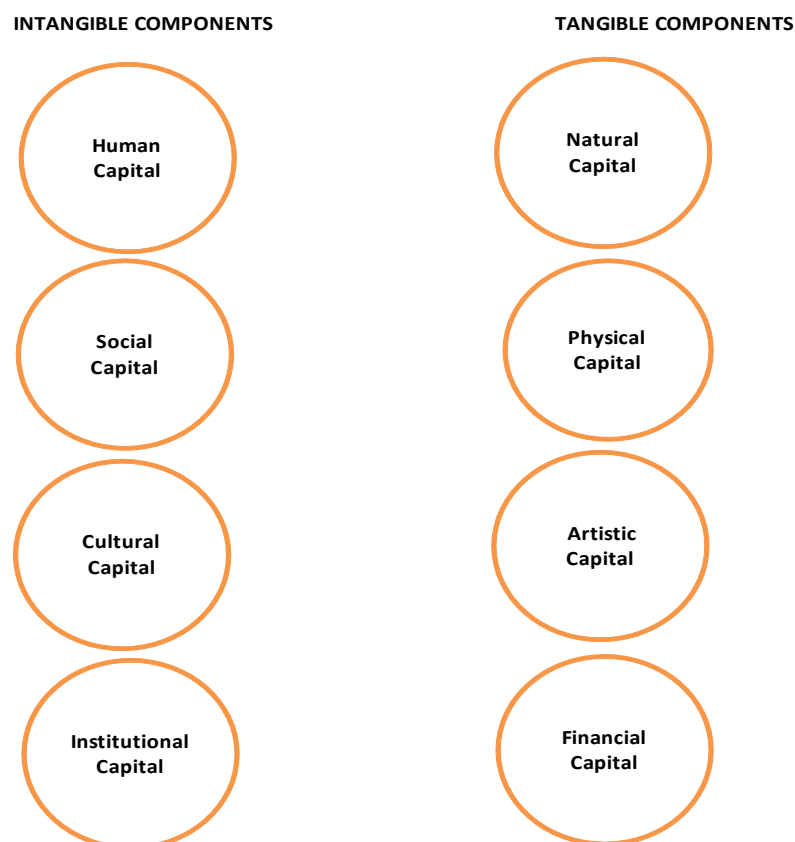 INTANGIBLE COMPONENTS
TANGIBLE COMPONENTS
Human
Capital
Natural
Capital
Social
Capital
Physical
Capital
Cultural
Capital
Artistic
Capital
Institutional
Capital
Financial
Capital